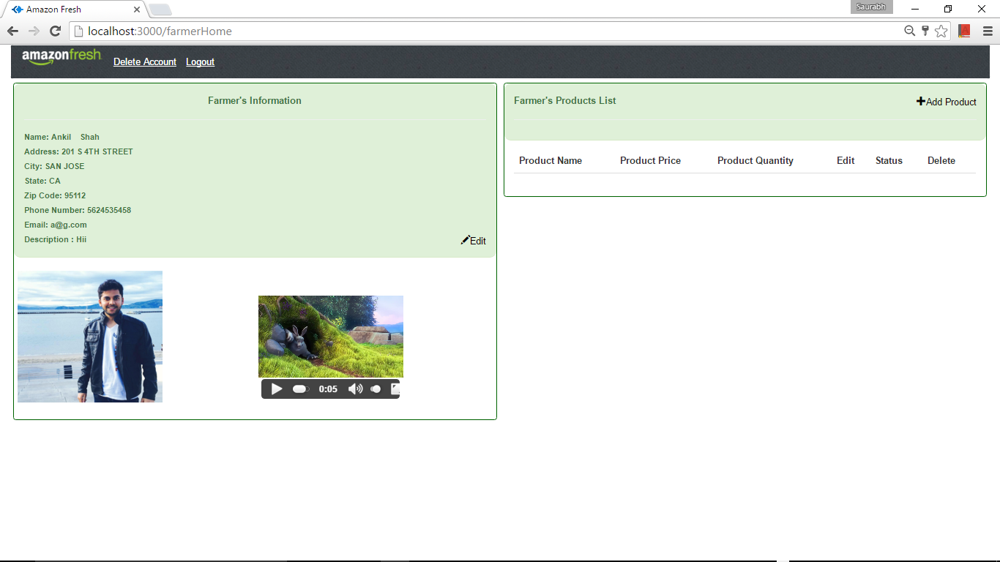 Amazon Fresh
Saurabh
localhost:3000/farmerHome
amazonfresh
Delete Account Logout
Farmer's Information
Name: Ankil Shah
Address: 201 S 4TH STREET
City: SAN JOSE
State: CA
Zip Code: 95112
Phone Number: 5624535458
Email: a@g.com
Description : Hii
Edit
0:05
Farmer's Products List
Add Product
Product Name Product Price Product Quantity Edit Status Delete